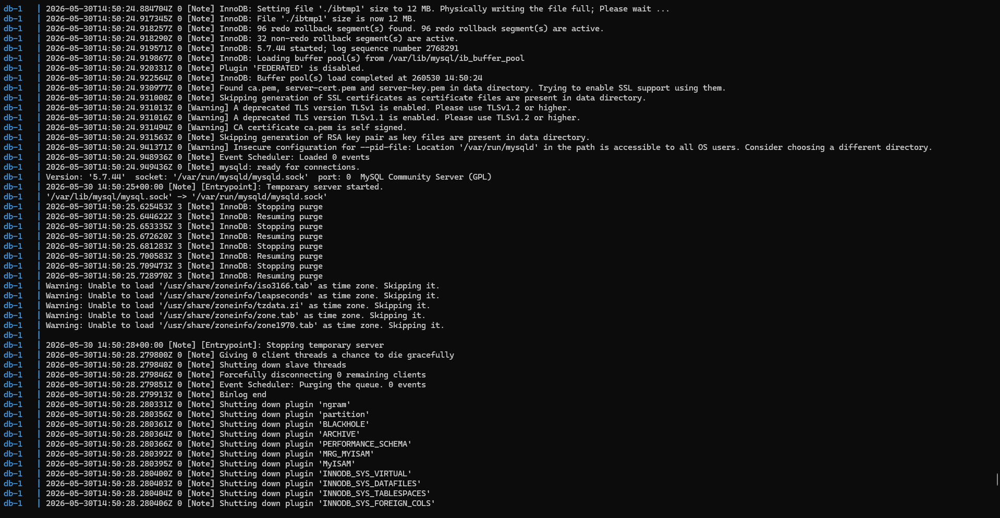 db-1   | 2026-05-30T14:50:24.884704Z 0 [Note] InnoDB: Setting file './ibtmp1' size to 12 MB. Physically writing the file full; Please wait ...
db-1   | 2026-05-30T14:50:24.917345Z 0 [Note] InnoDB: File './ibtmp1' size is now 12 MB.
db-1   | 2026-05-30T14:50:24.918257Z 0 [Note] InnoDB: 96 redo rollback segment(s) found. 96 redo rollback segment(s) are active.
db-1   | 2026-05-30T14:50:24.918290Z 0 [Note] InnoDB: 32 non-redo rollback segment(s) are active.
db-1   | 2026-05-30T14:50:24.919571Z 0 [Note] InnoDB: 5.7.44 started; log sequence number 2768291
db-1   | 2026-05-30T14:50:24.919867Z 0 [Note] InnoDB: Loading buffer pool(s) from /var/lib/mysql/ib_buffer_pool
db-1   | 2026-05-30T14:50:24.920331Z 0 [Note] Plugin 'FEDERATED' is disabled.
db-1   | 2026-05-30T14:50:24.922564Z 0 [Note] InnoDB: Buffer pool(s) load completed at 260530 14:50:24
db-1   | 2026-05-30T14:50:24.930977Z 0 [Note] Found ca.pem, server-cert.pem and server-key.pem in data directory. Trying to enable SSL support using them.
db-1   | 2026-05-30T14:50:24.931008Z 0 [Note] Skipping generation of SSL certificates as certificate files are present in data directory.
db-1   | 2026-05-30T14:50:24.931013Z 0 [Warning] A deprecated TLS version TLSv1 is enabled. Please use TLSv1.2 or higher.
db-1   | 2026-05-30T14:50:24.931016Z 0 [Warning] A deprecated TLS version TLSv1.1 is enabled. Please use TLSv1.2 or higher.
db-1   | 2026-05-30T14:50:24.931494Z 0 [Warning] CA certificate ca.pem is self signed.
db-1   | 2026-05-30T14:50:24.931563Z 0 [Note] Skipping generation of RSA key pair as key files are present in data directory.
db-1   | 2026-05-30T14:50:24.941371Z 0 [Warning] Insecure configuration for --pid-file: Location '/var/run/mysqld' in the path is accessible to all OS users. Consider choosing a different directory.
db-1   | 2026-05-30T14:50:24.948936Z 0 [Note] Event Scheduler: Loaded 0 events
db-1   | 2026-05-30T14:50:24.949436Z 0 [Note] mysqld: ready for connections.
db-1   | Version: '5.7.44'  socket: '/var/run/mysqld/mysqld.sock'  port: 0  MySQL Community Server (GPL)
db-1   | 2026-05-30 14:50:25+00:00 [Note] [Entrypoint]: Temporary server started.
db-1   | '/var/lib/mysql/mysql.sock' -> '/var/run/mysqld/mysqld.sock'
db-1   | 2026-05-30T14:50:25.625453Z 3 [Note] InnoDB: Stopping purge
db-1   | 2026-05-30T14:50:25.644622Z 3 [Note] InnoDB: Resuming purge
db-1   | 2026-05-30T14:50:25.653335Z 3 [Note] InnoDB: Stopping purge
db-1   | 2026-05-30T14:50:25.672620Z 3 [Note] InnoDB: Resuming purge
db-1   | 2026-05-30T14:50:25.681283Z 3 [Note] InnoDB: Stopping purge
db-1   | 2026-05-30T14:50:25.700583Z 3 [Note] InnoDB: Resuming purge
db-1   | 2026-05-30T14:50:25.709473Z 3 [Note] InnoDB: Stopping purge
db-1   | 2026-05-30T14:50:25.728970Z 3 [Note] InnoDB: Resuming purge
db-1   | Warning: Unable to load '/usr/share/zoneinfo/iso3166.tab' as time zone. Skipping it.
db-1   | Warning: Unable to load '/usr/share/zoneinfo/leapseconds' as time zone. Skipping it.
db-1   | Warning: Unable to load '/usr/share/zoneinfo/tzdata.zi' as time zone. Skipping it.
db-1   | Warning: Unable to load '/usr/share/zoneinfo/zone.tab' as time zone. Skipping it.
db-1   | Warning: Unable to load '/usr/share/zoneinfo/zone1970.tab' as time zone. Skipping it.
db-1   |
db-1   | 2026-05-30 14:50:28+00:00 [Note] [Entrypoint]: Stopping temporary server
db-1   | 2026-05-30T14:50:28.279800Z 0 [Note] Giving 0 client threads a chance to die gracefully
db-1   | 2026-05-30T14:50:28.279840Z 0 [Note] Shutting down slave threads
db-1   | 2026-05-30T14:50:28.279846Z 0 [Note] Forcefully disconnecting 0 remaining clients
db-1   | 2026-05-30T14:50:28.279851Z 0 [Note] Event Scheduler: Purging the queue. 0 events
db-1   | 2026-05-30T14:50:28.279913Z 0 [Note] Binlog end
db-1   | 2026-05-30T14:50:28.280331Z 0 [Note] Shutting down plugin 'ngram'
db-1   | 2026-05-30T14:50:28.280356Z 0 [Note] Shutting down plugin 'partition'
db-1   | 2026-05-30T14:50:28.280361Z 0 [Note] Shutting down plugin 'BLACKHOLE'
db-1   | 2026-05-30T14:50:28.280364Z 0 [Note] Shutting down plugin 'ARCHIVE'
db-1   | 2026-05-30T14:50:28.280366Z 0 [Note] Shutting down plugin 'PERFORMANCE_SCHEMA'
db-1   | 2026-05-30T14:50:28.280392Z 0 [Note] Shutting down plugin 'MRG_MYISAM'
db-1   | 2026-05-30T14:50:28.280395Z 0 [Note] Shutting down plugin 'MyISAM'
db-1   | 2026-05-30T14:50:28.280400Z 0 [Note] Shutting down plugin 'INNODB_SYS_VIRTUAL'
db-1   | 2026-05-30T14:50:28.280403Z 0 [Note] Shutting down plugin 'INNODB_SYS_DATAFILES'
db-1   | 2026-05-30T14:50:28.280404Z 0 [Note] Shutting down plugin 'INNODB_SYS_TABLESPACES'
db-1   | 2026-05-30T14:50:28.280406Z 0 [Note] Shutting down plugin 'INNODB_SYS_FOREIGN_COLS'